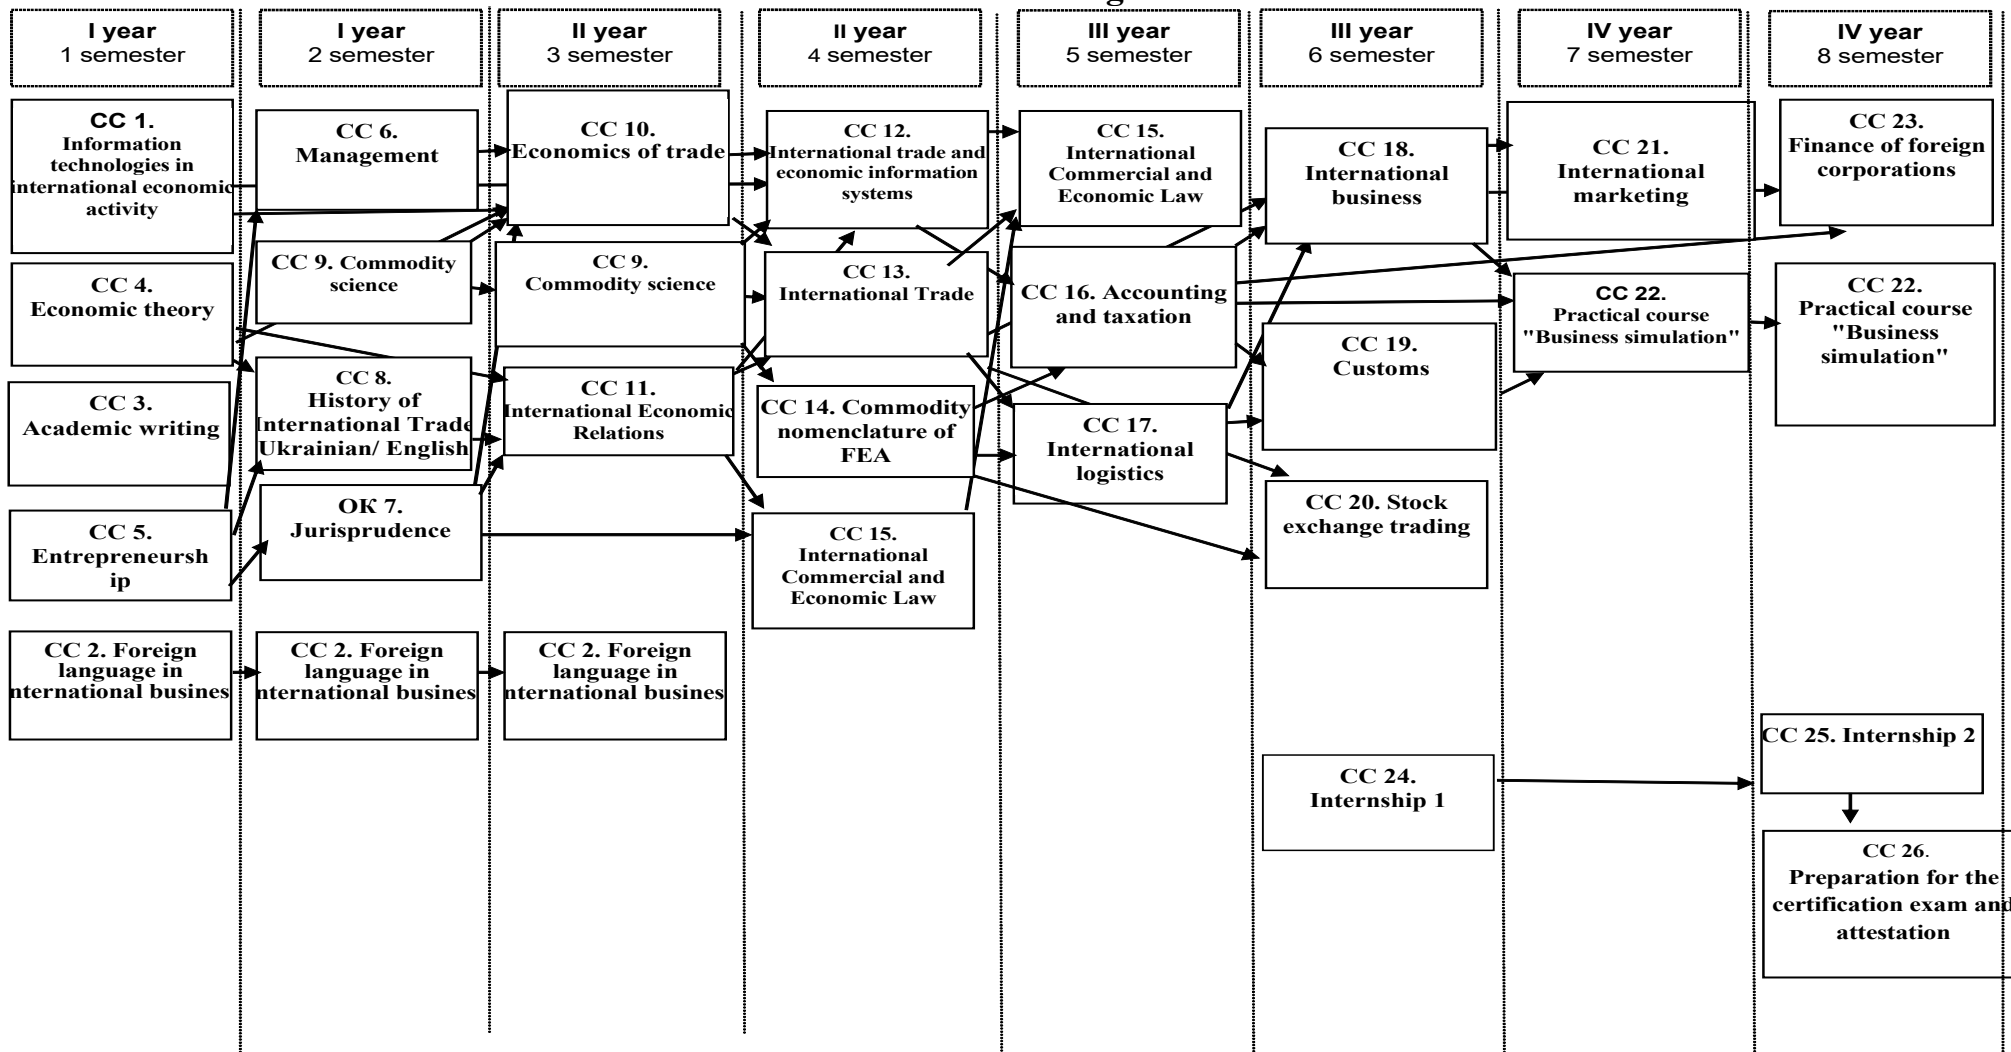 I year
1 semester
I year
2 semester
II year
3 semester
II year
4 semester
III year
5 semester
III year
6 semester
IV year
7 semester
IV year
8 semester
CC 1.
Information
technologies in
international economic
activity
CC 4.
Economic theory
CC 3.
Academic writing
CC 5.
Entrepreneursh
ip
CC 2. Foreign
language in
nternational busines
CC 6.
Management
CC 9. Commodity
science
CC 8.
History of
International Trade
Ukrainian/ English
OK 7.
Jurisprudence
CC 2. Foreign
language in
nternational busines
CC 10.
Economics of trade
CC 9.
Commodity science
CC 11.
International Economic
Relations
CC 2. Foreign
language in
nternational busines
CC 12.
International trade and
economic information
systems
CC 13.
International Trade
CC 14. Commodity
nomenclature of
FEA
CC 15.
International
Commercial and
Economic Law
CC 15.
International
Commercial and
Economic Law
CC 16. Accounting
and taxation
CC 17.
International
logistics
CC 18.
International
business
CC 19.
Customs
CC 20. Stock
exchange trading
CC 24.
Internship 1
CC 21.
International
marketing
CC 22.
Practical course
"Business simulation"
CC 23.
Finance of foreign
corporations
CC 22.
Practical course
"Business
simulation"
CC 25. Internship 2
CC 26.
Preparation for the
certification exam and
attestation